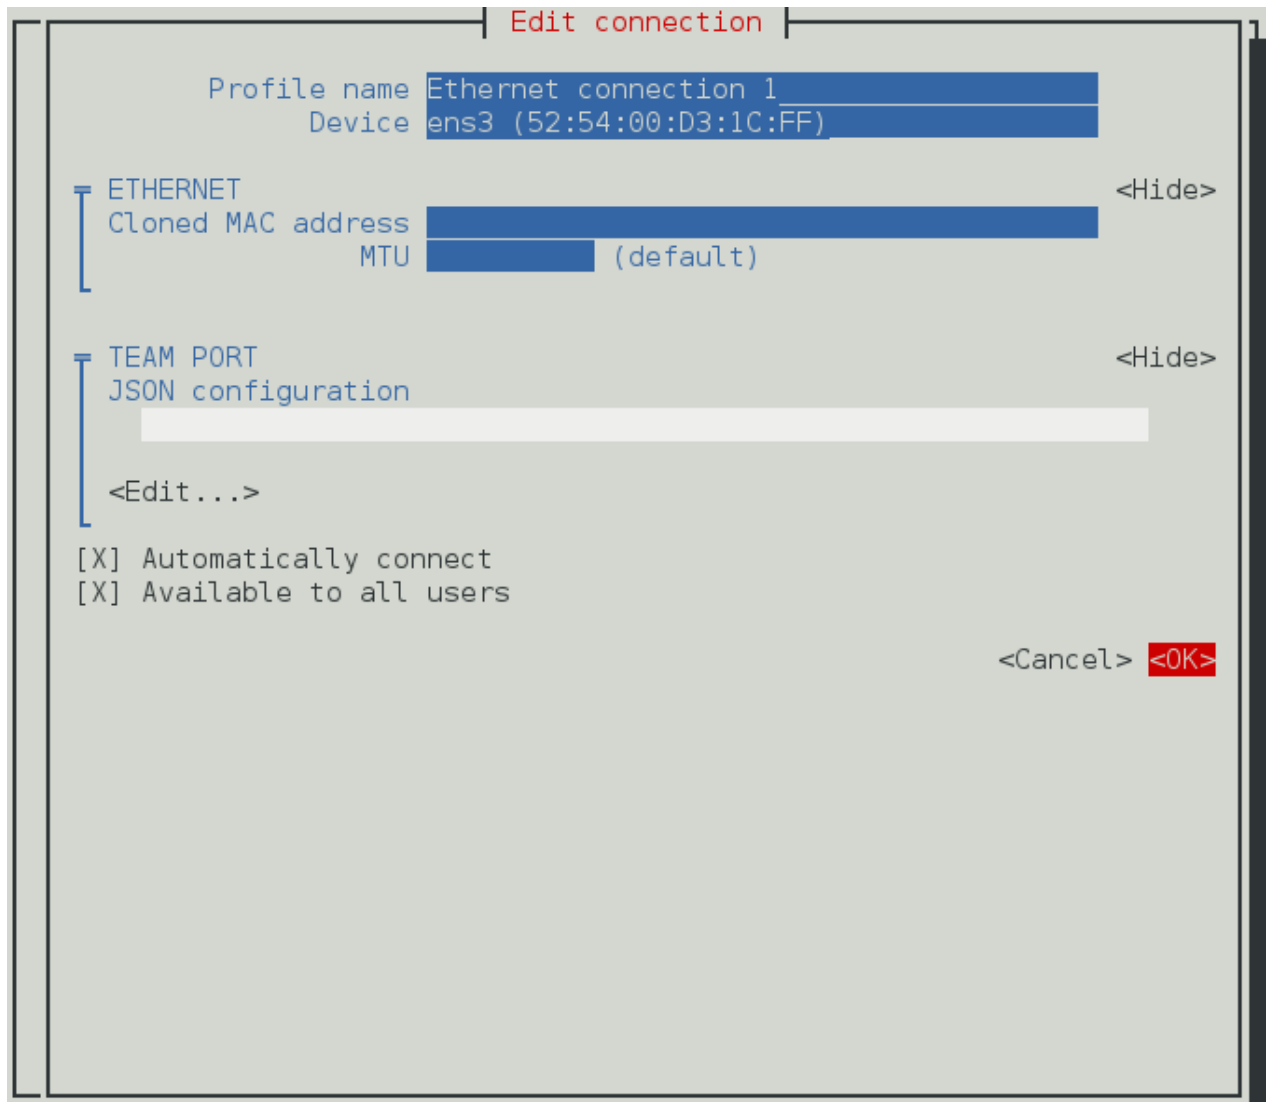 Edit connection
Profile name Ethernet connection 1
Device ens3 (52:54:00:D3:1C:FF)
ETHERNET <Hide>
Cloned MAC address
MTU (default)
TEAM PORT <Hide>
JSON configuration
<Edit...>
[X] Automatically connect
[X] Available to all users
<Cancel> <OK>